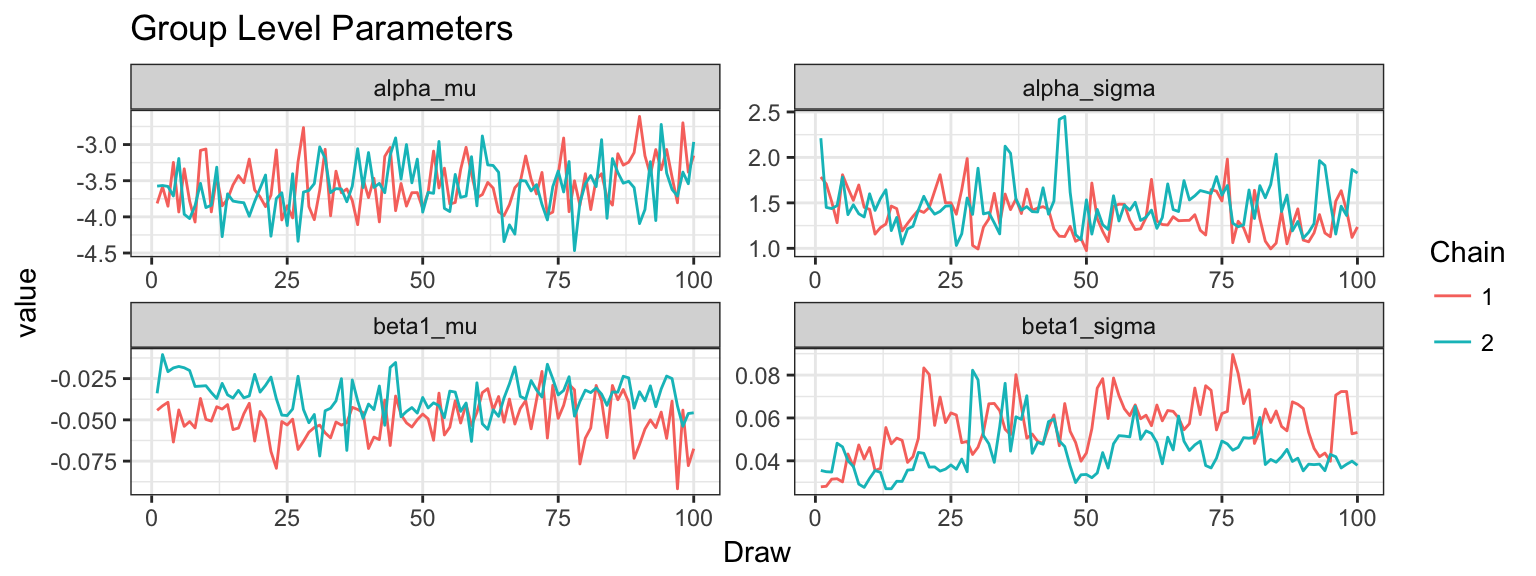 Group Level Parameters
alpha_mu
alpha_sigma
-3.0
-3.5
-4.0
-4.5
0 25 50 75 100
2.5
2.0
1.5
1.0
0 25 50 75 100
beta1_mu
beta1_sigma
-0.025
-0.050
-0.075
0 25 50 75 100
0.08
0.06
0.04
0 25 50 75 100
value
Draw
Chain
1
2